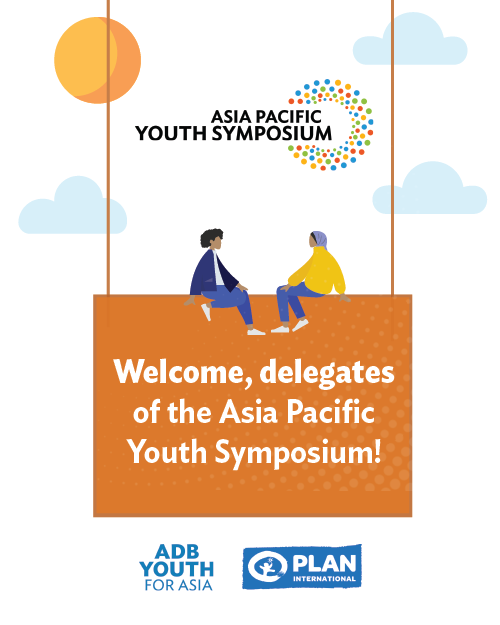 ASIA PACIFIC
YOUTH SYMPOSIUM
Welcome, delegates
of the Asia Pacific
Youth Symposium!
ADB
YOUTH
FOR ASIA
PLAN
INTERNATIONAL